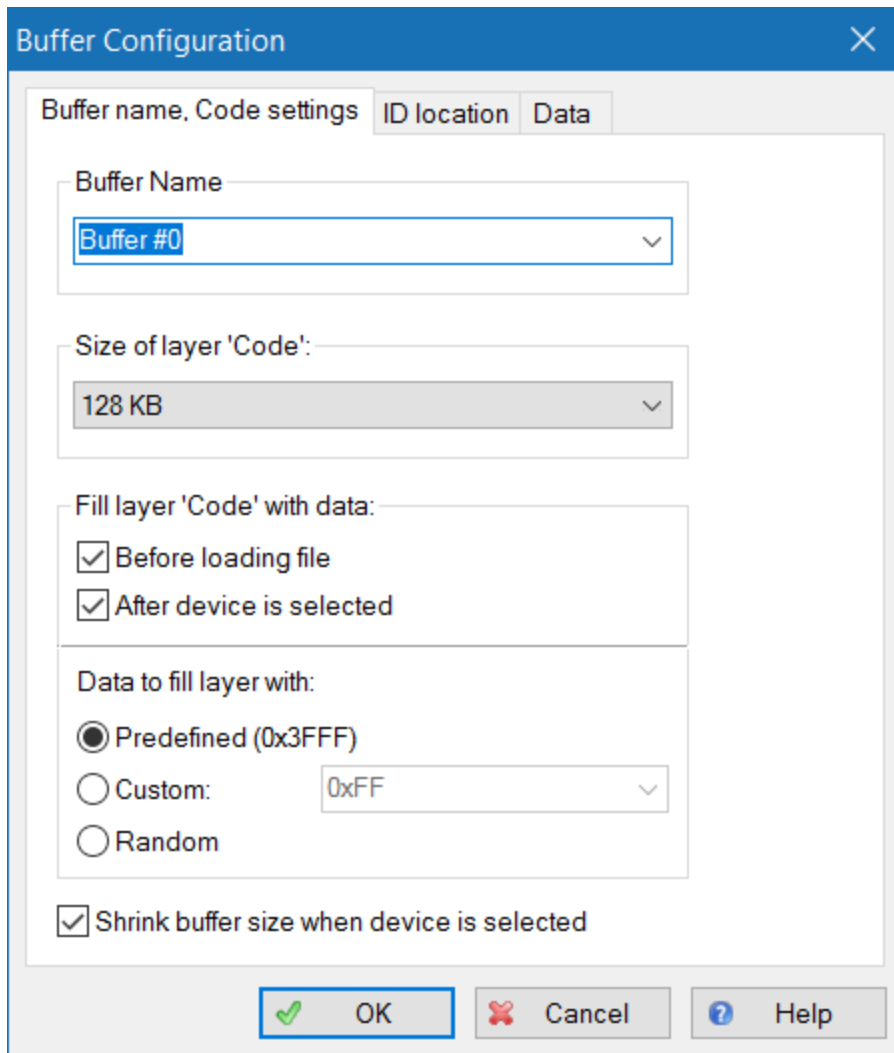 Buffer Configuration
Buffer name, Code settings
ID location
Data
Buffer Name
Buffer #0
Size of layer 'Code':
128 KB
Fill layer 'Code' with data:
Before loading file
After device is selected
Data to fill layer with:
Predefined (0x3FFF)
Custom:
0xFF
Random
Shrink buffer size when device is selected
OK
Cancel
Help